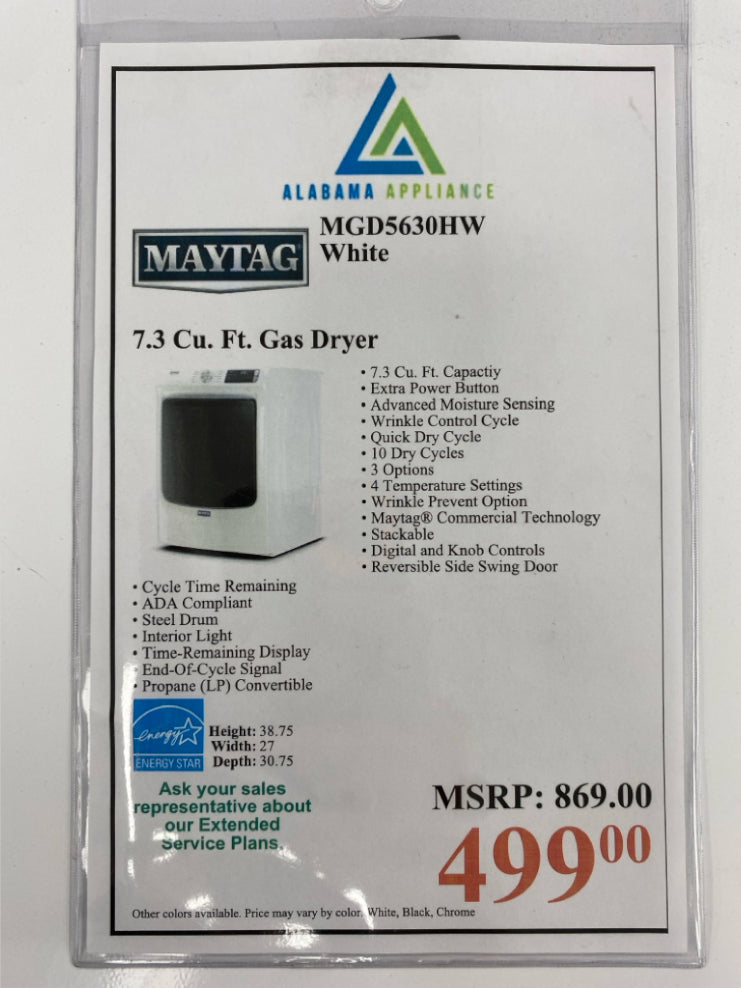 ALABAMA APPLIANCE
MAYTAG
MGD5630HW
White
7.3 Cu. Ft. Gas Dryer
• 7.3 Cu. Ft. Capactiy
• Extra Power Button
• Advanced Moisture Sensing
• Wrinkle Control Cycle
• Quick Dry Cycle
• 10 Dry Cycles
• 3 Options
• 4 Temperature Settings
• Wrinkle Prevent Option
• Maytag® Commercial Technology
• Stackable
• Digital and Knob Controls
• Reversible Side Swing Door
• Cycle Time Remaining
• ADA Compliant
• Steel Drum
• Interior Light
• Time-Remaining Display
• End-Of-Cycle Signal
• Propane (LP) Convertible
energy
ENERGY STAR
Height: 38.75
Width: 27
Depth: 30.75
Ask your sales
representative about
our Extended
Service Plans.
MSRP: 869.00
499 00
Other colors available. Price may vary by color. White, Black, Chrome